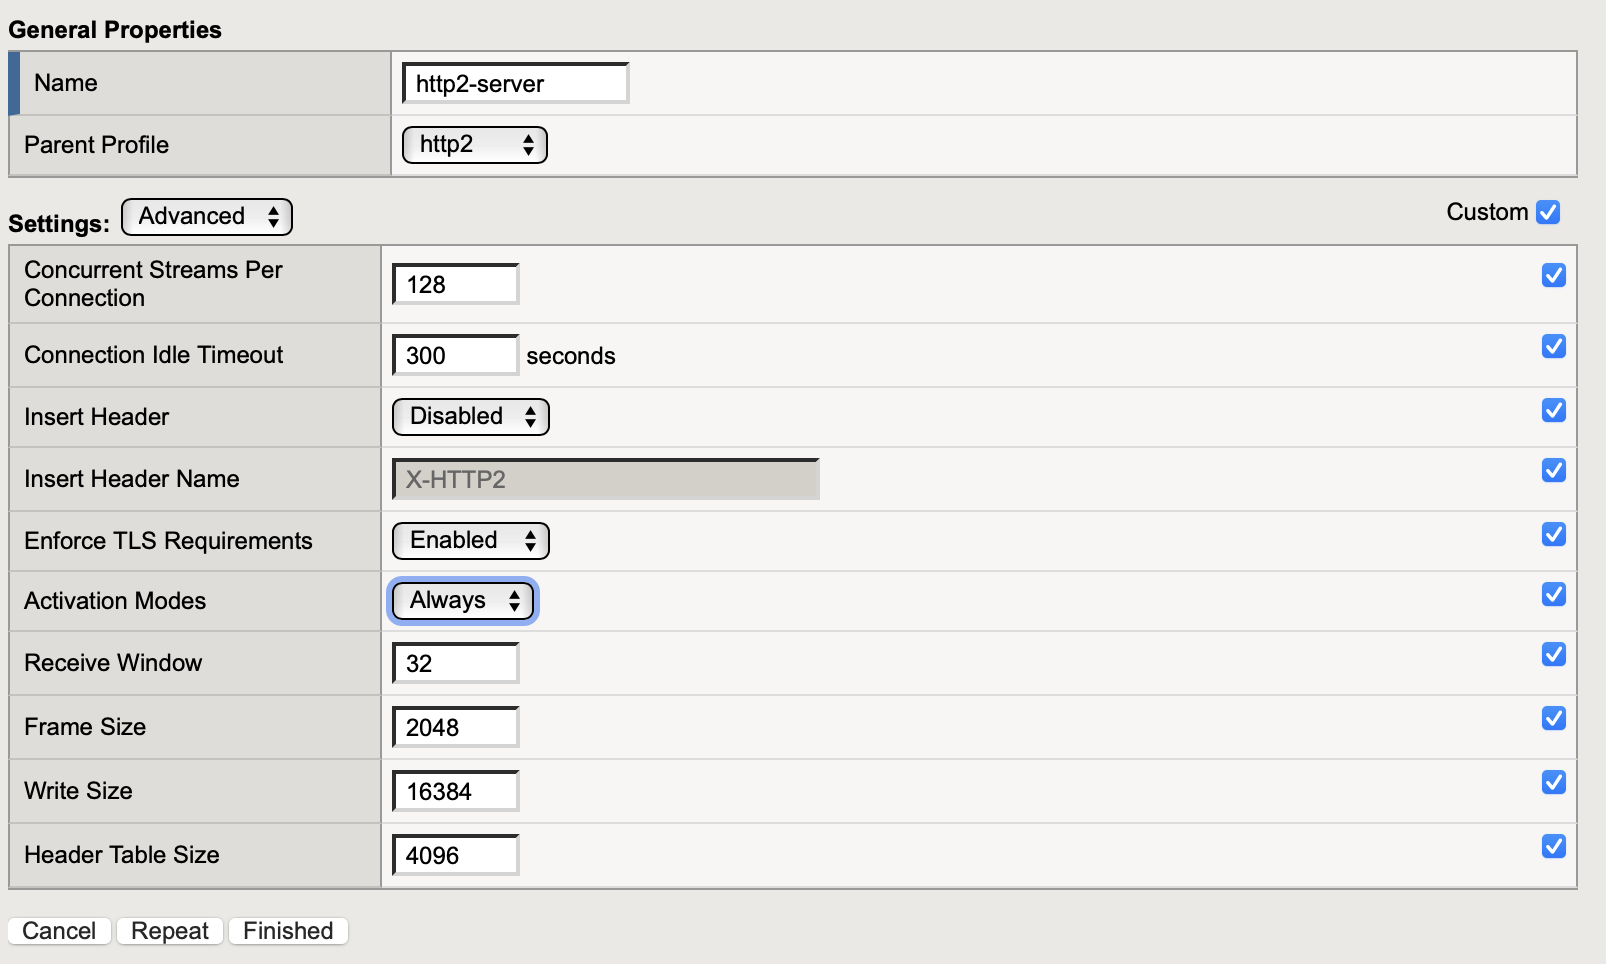 General Properties
Name http2-server
Parent Profile http2
Settings: Advanced Custom
Concurrent Streams Per
Connection 128
Connection Idle Timeout 300 seconds
Insert Header Disabled
Insert Header Name X-HTTP2
Enforce TLS Requirements Enabled
Activation Modes Always
Receive Window 32
Frame Size 2048
Write Size 16384
Header Table Size 4096
Cancel Repeat Finished